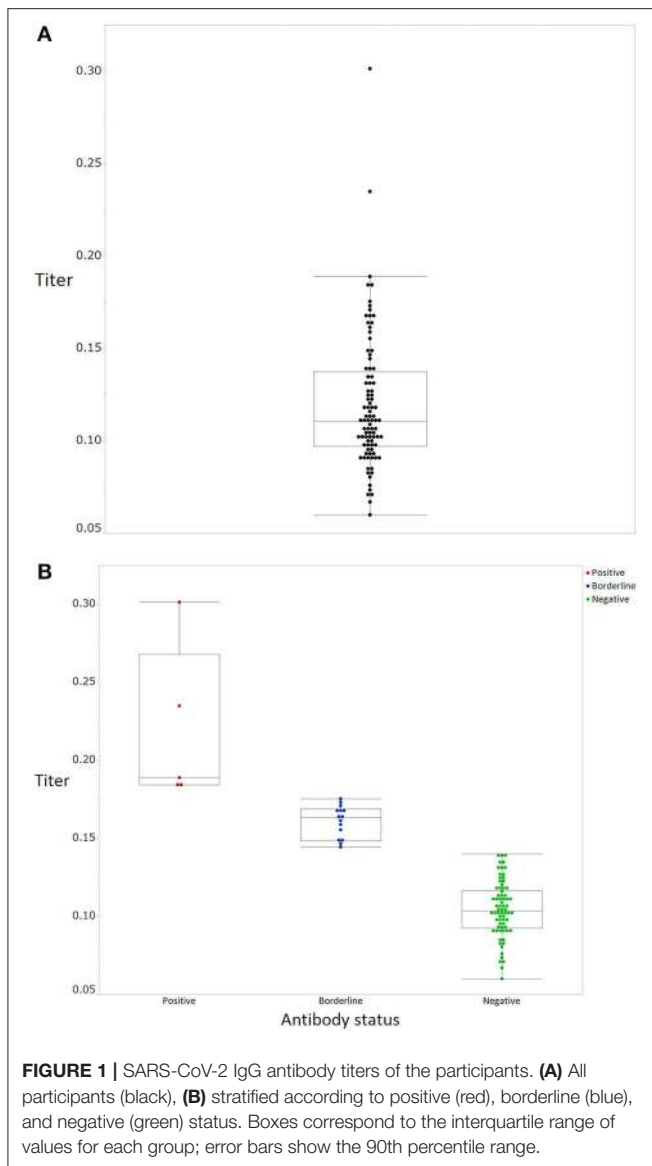 A
0.30
0.25
0.20
Titer
0.15
0.10
0.05
B
Positive
Borderline
Negative
0.30
0.25
0.20
Titer
0.15
0.10
0.05
Positive Borderline Negative
Antibody status
FIGURE 1 | SARS-CoV-2 IgG antibody titers of the participants. (A) All
participants (black), (B) stratified according to positive (red), borderline (blue),
and negative (green) status. Boxes correspond to the interquartile range of
values for each group; error bars show the 90th percentile range.